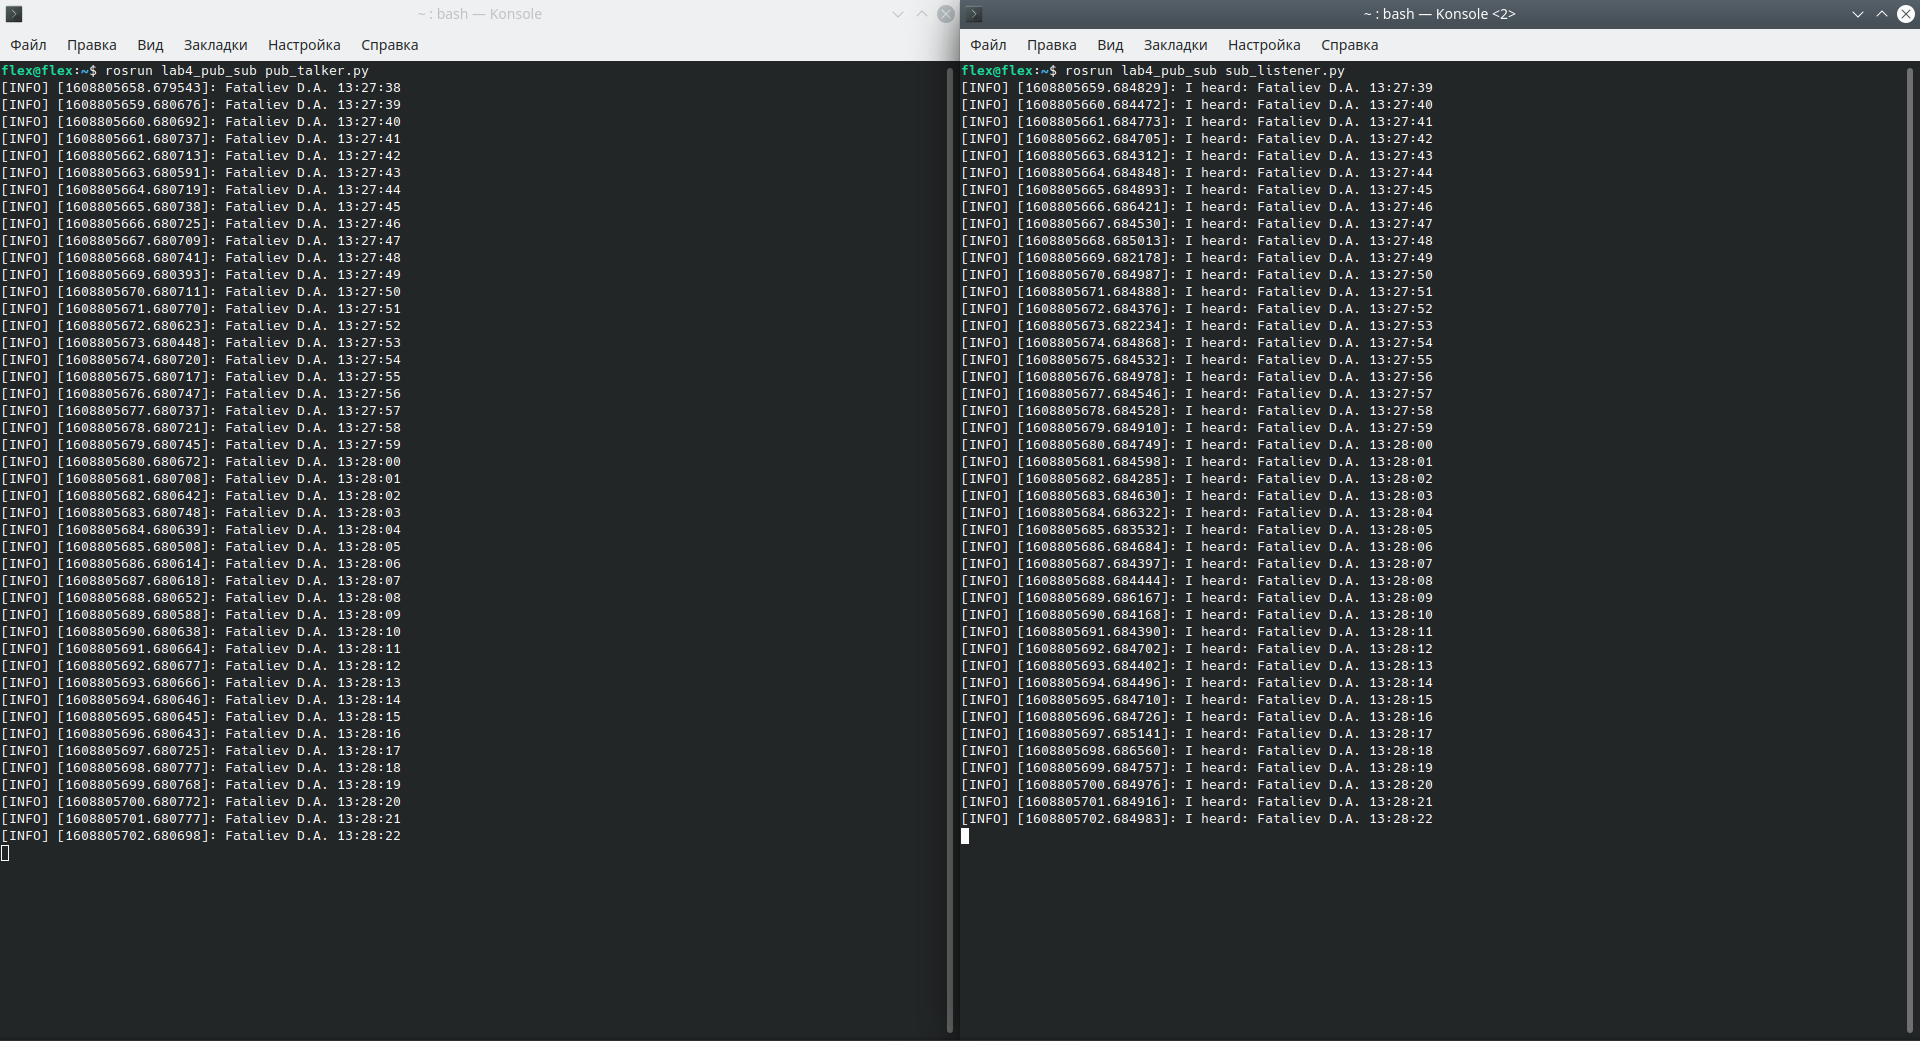 ~ : bash — Konsole
Файл Правка Вид Закладки Настройка Справка
flex@flex:~$ rosrun lab4_pub_sub pub_talker.py
[INFO] [1608805658.679543]: Fataliev D.A. 13:27:38
[INFO] [1608805659.680676]: Fataliev D.A. 13:27:39
[INFO] [1608805660.680692]: Fataliev D.A. 13:27:40
[INFO] [1608805661.680737]: Fataliev D.A. 13:27:41
[INFO] [1608805662.680713]: Fataliev D.A. 13:27:42
[INFO] [1608805663.680591]: Fataliev D.A. 13:27:43
[INFO] [1608805664.680719]: Fataliev D.A. 13:27:44
[INFO] [1608805665.680738]: Fataliev D.A. 13:27:45
[INFO] [1608805666.680725]: Fataliev D.A. 13:27:46
[INFO] [1608805667.680709]: Fataliev D.A. 13:27:47
[INFO] [1608805668.680741]: Fataliev D.A. 13:27:48
[INFO] [1608805669.680393]: Fataliev D.A. 13:27:49
[INFO] [1608805670.680711]: Fataliev D.A. 13:27:50
[INFO] [1608805671.680770]: Fataliev D.A. 13:27:51
[INFO] [1608805672.680623]: Fataliev D.A. 13:27:52
[INFO] [1608805673.680448]: Fataliev D.A. 13:27:53
[INFO] [1608805674.680720]: Fataliev D.A. 13:27:54
[INFO] [1608805675.680717]: Fataliev D.A. 13:27:55
[INFO] [1608805676.680747]: Fataliev D.A. 13:27:56
[INFO] [1608805677.680737]: Fataliev D.A. 13:27:57
[INFO] [1608805678.680721]: Fataliev D.A. 13:27:58
[INFO] [1608805679.680745]: Fataliev D.A. 13:27:59
[INFO] [1608805680.680672]: Fataliev D.A. 13:28:00
[INFO] [1608805681.680708]: Fataliev D.A. 13:28:01
[INFO] [1608805682.680642]: Fataliev D.A. 13:28:02
[INFO] [1608805683.680748]: Fataliev D.A. 13:28:03
[INFO] [1608805684.680639]: Fataliev D.A. 13:28:04
[INFO] [1608805685.680508]: Fataliev D.A. 13:28:05
[INFO] [1608805686.680614]: Fataliev D.A. 13:28:06
[INFO] [1608805687.680618]: Fataliev D.A. 13:28:07
[INFO] [1608805688.680652]: Fataliev D.A. 13:28:08
[INFO] [1608805689.680588]: Fataliev D.A. 13:28:09
[INFO] [1608805690.680638]: Fataliev D.A. 13:28:10
[INFO] [1608805691.680664]: Fataliev D.A. 13:28:11
[INFO] [1608805692.680677]: Fataliev D.A. 13:28:12
[INFO] [1608805693.680666]: Fataliev D.A. 13:28:13
[INFO] [1608805694.680646]: Fataliev D.A. 13:28:14
[INFO] [1608805695.680645]: Fataliev D.A. 13:28:15
[INFO] [1608805696.680643]: Fataliev D.A. 13:28:16
[INFO] [1608805697.680725]: Fataliev D.A. 13:28:17
[INFO] [1608805698.680777]: Fataliev D.A. 13:28:18
[INFO] [1608805699.680768]: Fataliev D.A. 13:28:19
[INFO] [1608805700.680772]: Fataliev D.A. 13:28:20
[INFO] [1608805701.680777]: Fataliev D.A. 13:28:21
[INFO] [1608805702.680698]: Fataliev D.A. 13:28:22
~ : bash — Konsole <2>
Файл Правка Вид Закладки Настройка Справка
flex@flex:~$ rosrun lab4_pub_sub sub_listener.py
[INFO] [1608805659.684829]: I heard: Fataliev D.A. 13:27:39
[INFO] [1608805660.684472]: I heard: Fataliev D.A. 13:27:40
[INFO] [1608805661.684773]: I heard: Fataliev D.A. 13:27:41
[INFO] [1608805662.684705]: I heard: Fataliev D.A. 13:27:42
[INFO] [1608805663.684312]: I heard: Fataliev D.A. 13:27:43
[INFO] [1608805664.684848]: I heard: Fataliev D.A. 13:27:44
[INFO] [1608805665.684893]: I heard: Fataliev D.A. 13:27:45
[INFO] [1608805666.686421]: I heard: Fataliev D.A. 13:27:46
[INFO] [1608805667.684530]: I heard: Fataliev D.A. 13:27:47
[INFO] [1608805668.685013]: I heard: Fataliev D.A. 13:27:48
[INFO] [1608805669.682178]: I heard: Fataliev D.A. 13:27:49
[INFO] [1608805670.684987]: I heard: Fataliev D.A. 13:27:50
[INFO] [1608805671.684888]: I heard: Fataliev D.A. 13:27:51
[INFO] [1608805672.684376]: I heard: Fataliev D.A. 13:27:52
[INFO] [1608805673.682234]: I heard: Fataliev D.A. 13:27:53
[INFO] [1608805674.684868]: I heard: Fataliev D.A. 13:27:54
[INFO] [1608805675.684532]: I heard: Fataliev D.A. 13:27:55
[INFO] [1608805676.684978]: I heard: Fataliev D.A. 13:27:56
[INFO] [1608805677.684546]: I heard: Fataliev D.A. 13:27:57
[INFO] [1608805678.684528]: I heard: Fataliev D.A. 13:27:58
[INFO] [1608805679.684910]: I heard: Fataliev D.A. 13:27:59
[INFO] [1608805680.684749]: I heard: Fataliev D.A. 13:28:00
[INFO] [1608805681.684598]: I heard: Fataliev D.A. 13:28:01
[INFO] [1608805682.684285]: I heard: Fataliev D.A. 13:28:02
[INFO] [1608805683.684630]: I heard: Fataliev D.A. 13:28:03
[INFO] [1608805684.686322]: I heard: Fataliev D.A. 13:28:04
[INFO] [1608805685.683532]: I heard: Fataliev D.A. 13:28:05
[INFO] [1608805686.684684]: I heard: Fataliev D.A. 13:28:06
[INFO] [1608805687.684397]: I heard: Fataliev D.A. 13:28:07
[INFO] [1608805688.684444]: I heard: Fataliev D.A. 13:28:08
[INFO] [1608805689.686167]: I heard: Fataliev D.A. 13:28:09
[INFO] [1608805690.684168]: I heard: Fataliev D.A. 13:28:10
[INFO] [1608805691.684390]: I heard: Fataliev D.A. 13:28:11
[INFO] [1608805692.684702]: I heard: Fataliev D.A. 13:28:12
[INFO] [1608805693.684402]: I heard: Fataliev D.A. 13:28:13
[INFO] [1608805694.684496]: I heard: Fataliev D.A. 13:28:14
[INFO] [1608805695.684710]: I heard: Fataliev D.A. 13:28:15
[INFO] [1608805696.684726]: I heard: Fataliev D.A. 13:28:16
[INFO] [1608805697.685141]: I heard: Fataliev D.A. 13:28:17
[INFO] [1608805698.686560]: I heard: Fataliev D.A. 13:28:18
[INFO] [1608805699.684757]: I heard: Fataliev D.A. 13:28:19
[INFO] [1608805700.684976]: I heard: Fataliev D.A. 13:28:20
[INFO] [1608805701.684916]: I heard: Fataliev D.A. 13:28:21
[INFO] [1608805702.684983]: I heard: Fataliev D.A. 13:28:22